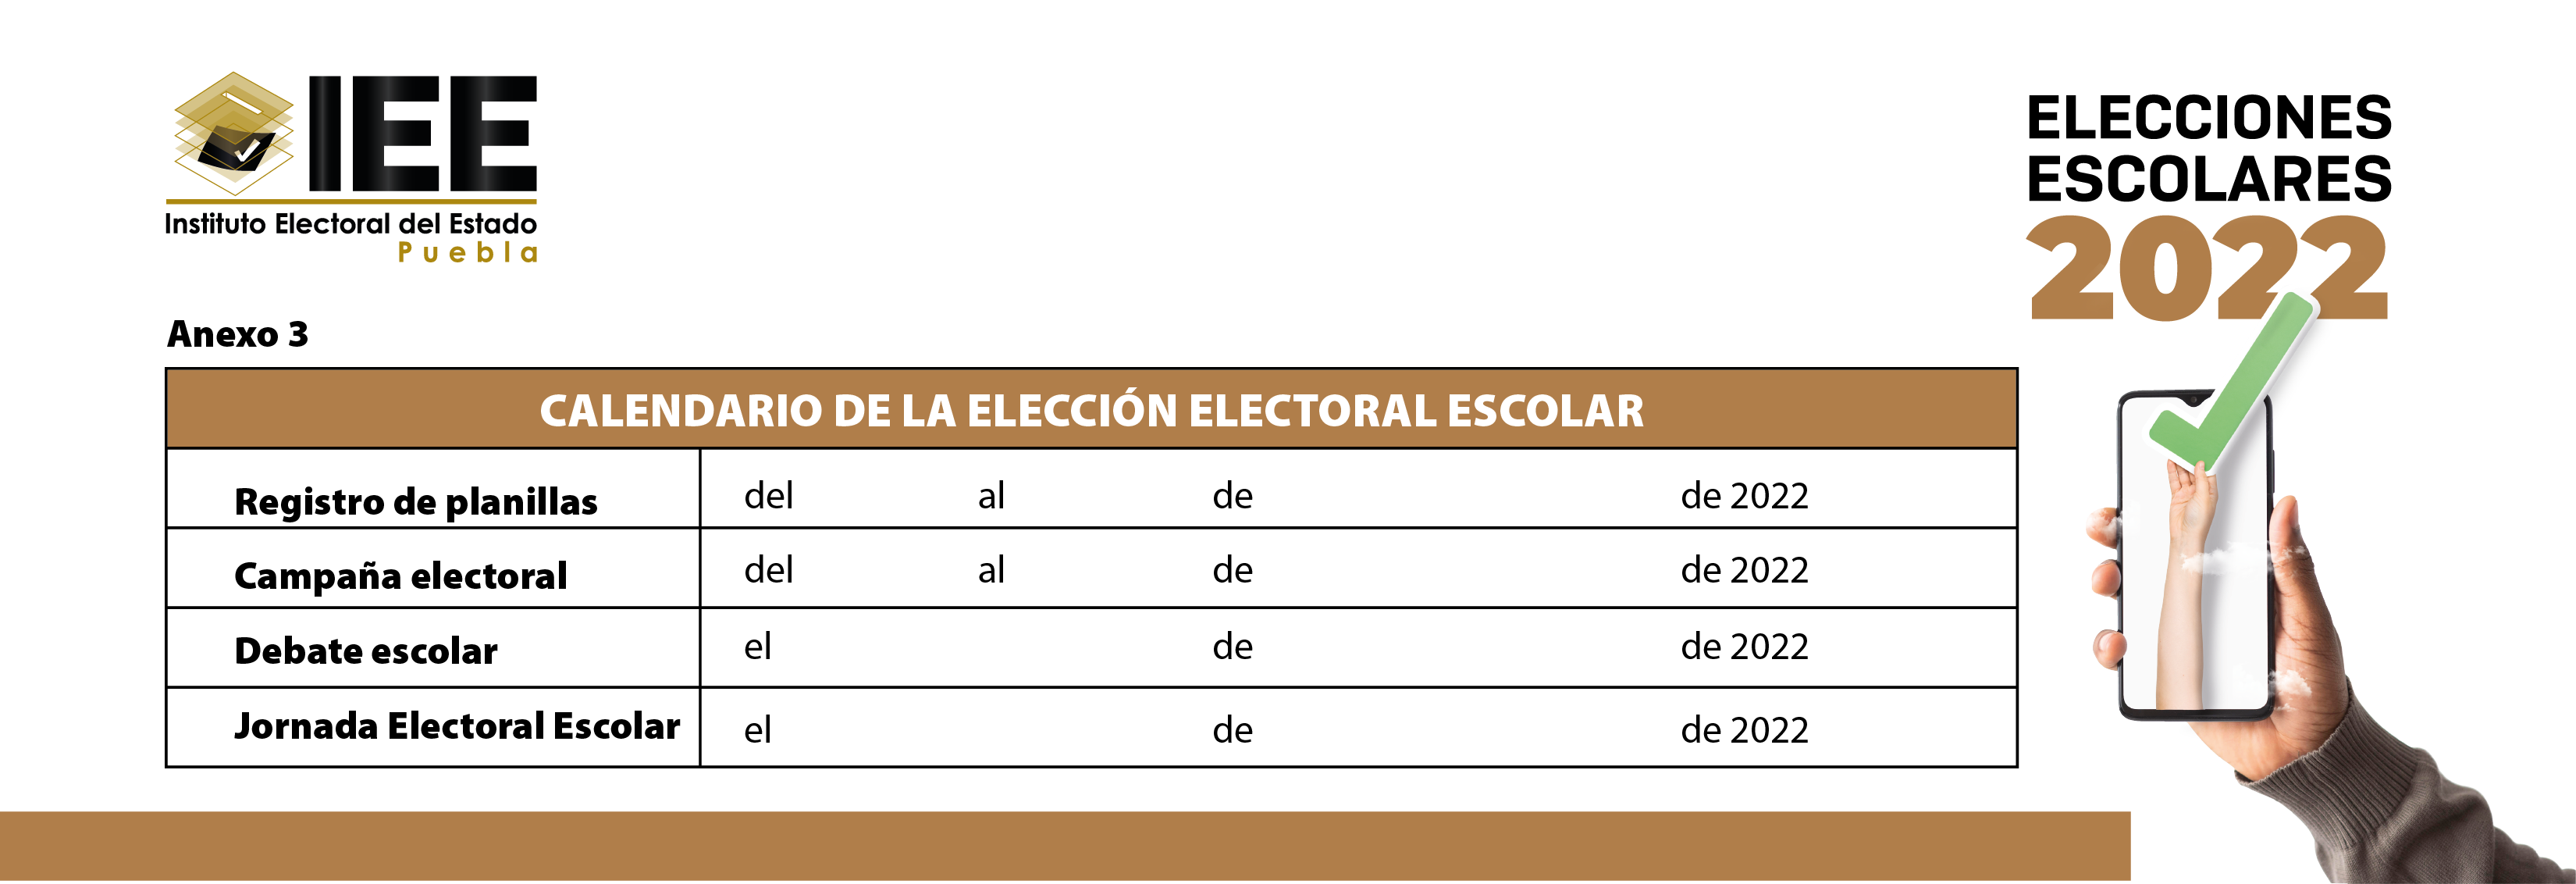 IEE
Instituto Electoral del Estado
Puebla
ELECCIONES
ESCOLARES
2022
Anexo 3
CALENDARIO DE LA ELECCIÓN ELECTORAL ESCOLAR
Registro de planillas del al de de 2022
Campaña electoral del al de de 2022
Debate escolar el de de 2022
Jornada Electoral Escolar el de de 2022